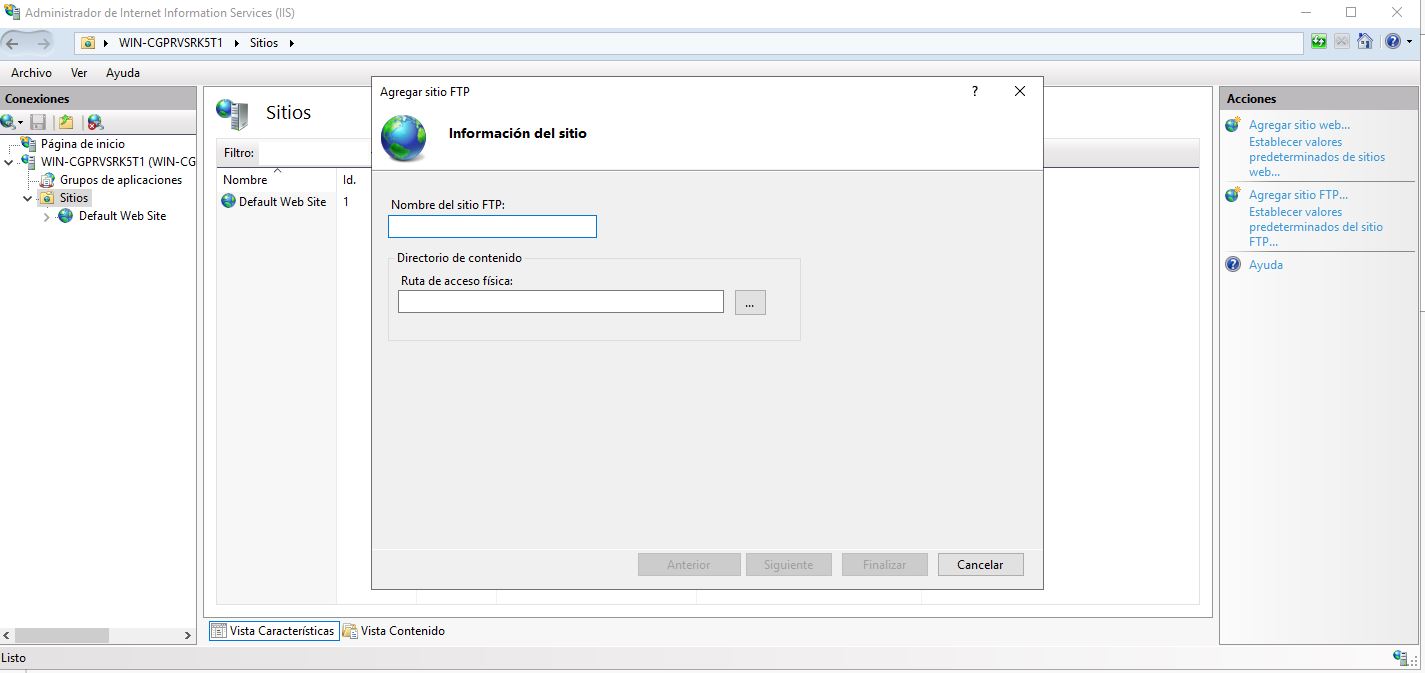 Administrador de Internet Information Services (IIS)
WIN-CGPRVSRK5T1 Sitios
Archivo Ver Ayuda
Conexiones
Página de inicio
WIN-CGPRVSRK5T1 (WIN-CG
Grupos de aplicaciones
Sitios
Default Web Site
Sitios
Filtro:
Nombre Id.
Default Web Site 1
Agregar sitio FTP
?
Información del sitio
Nombre del sitio FTP:
Directorio de contenido
Ruta de acceso física:
...
Anterior Siguiente Finalizar Cancelar
Acciones
Agregar sitio web...
Establecer valores
predeterminados de sitios
web...
Agregar sitio FTP...
Establecer valores
predeterminados del sitio
FTP...
Ayuda
Vista Características Vista Contenido
Listo